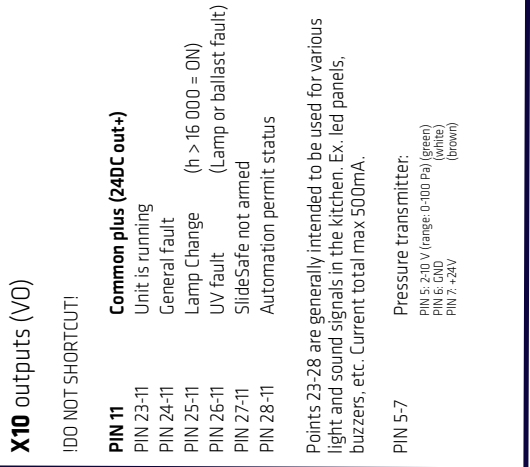 X10 outputs (VO)
!DO NOT SHORTCUT!
PIN 11 Common plus (24DC out+)
PIN 23-11 Unit is running
PIN 24-11 General fault
PIN 25-11 Lamp Change (h > 16 000 = ON)
PIN 26-11 UV fault (Lamp or ballast fault)
PIN 27-11 SlideSafe not armed
PIN 28-11 Automation permit status
Points 23-28 are generally intended to be used for various
light and sound signals in the kitchen. Ex. led panels,
buzzers, etc. Current total max 500mA.
PIN 5-7 Pressure transmitter:
PIN 5: 2-10 V (range: 0-100 Pa) (green)
PIN 6: GND (white)
PIN 7: +24V (brown)